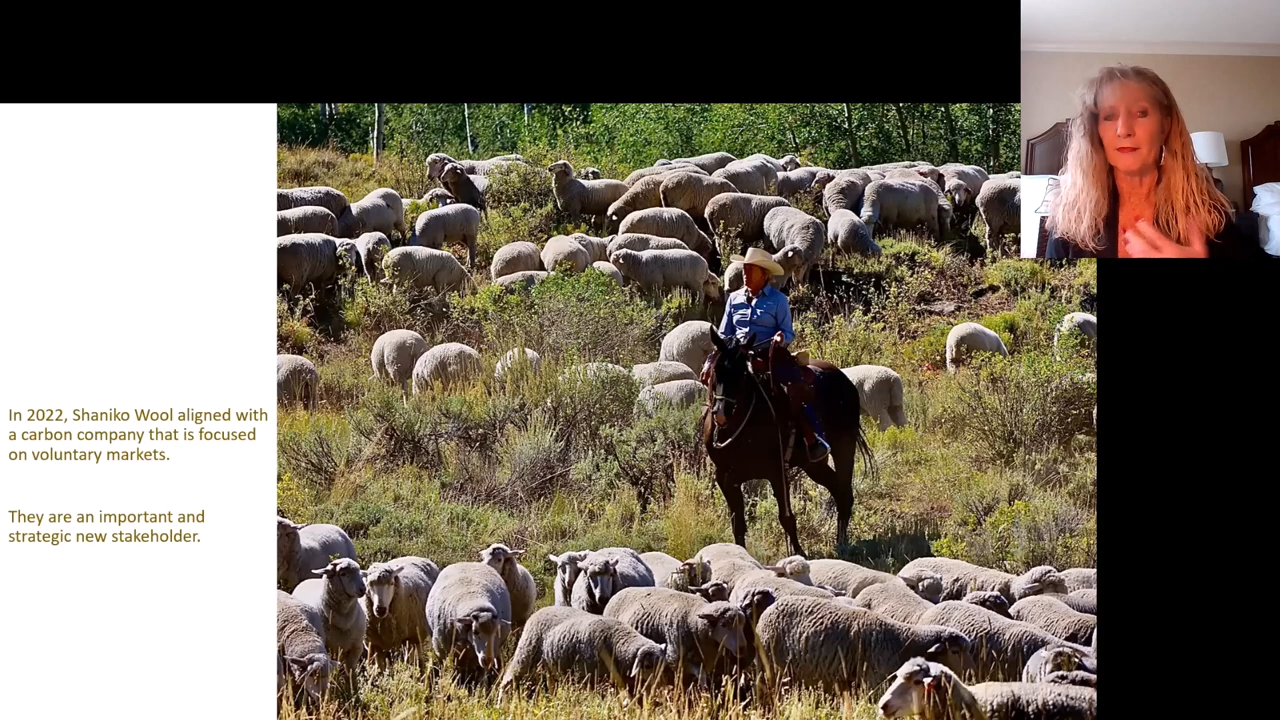 In 2022, Shaniko Wool aligned with
a carbon company that is focused
on voluntary markets.
They are an important and
strategic new stakeholder.